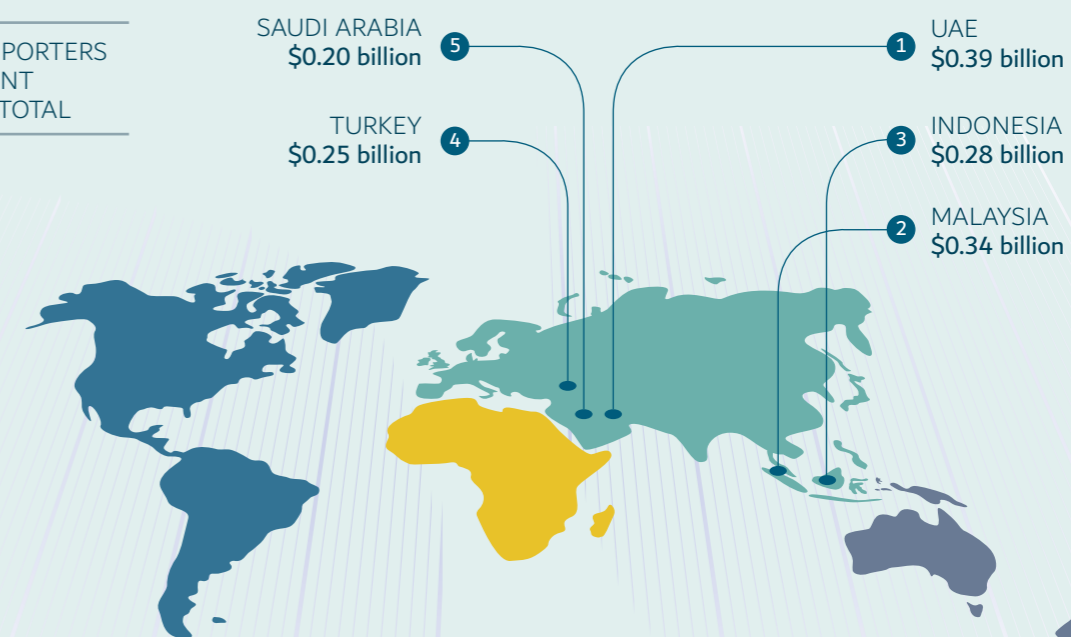 PORTERS
NT
TOTAL
SAUDI ARABIA
$0.20 billion
5
TURKEY
$0.25 billion
4
1
UAE
$0.39 billion
3
INDONESIA
$0.28 billion
2
MALAYSIA
$0.34 billion